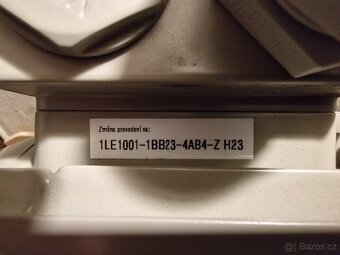 Změna provedení na:
1LE1001-1BB23-4AB4-Z H23
Bazos.cz